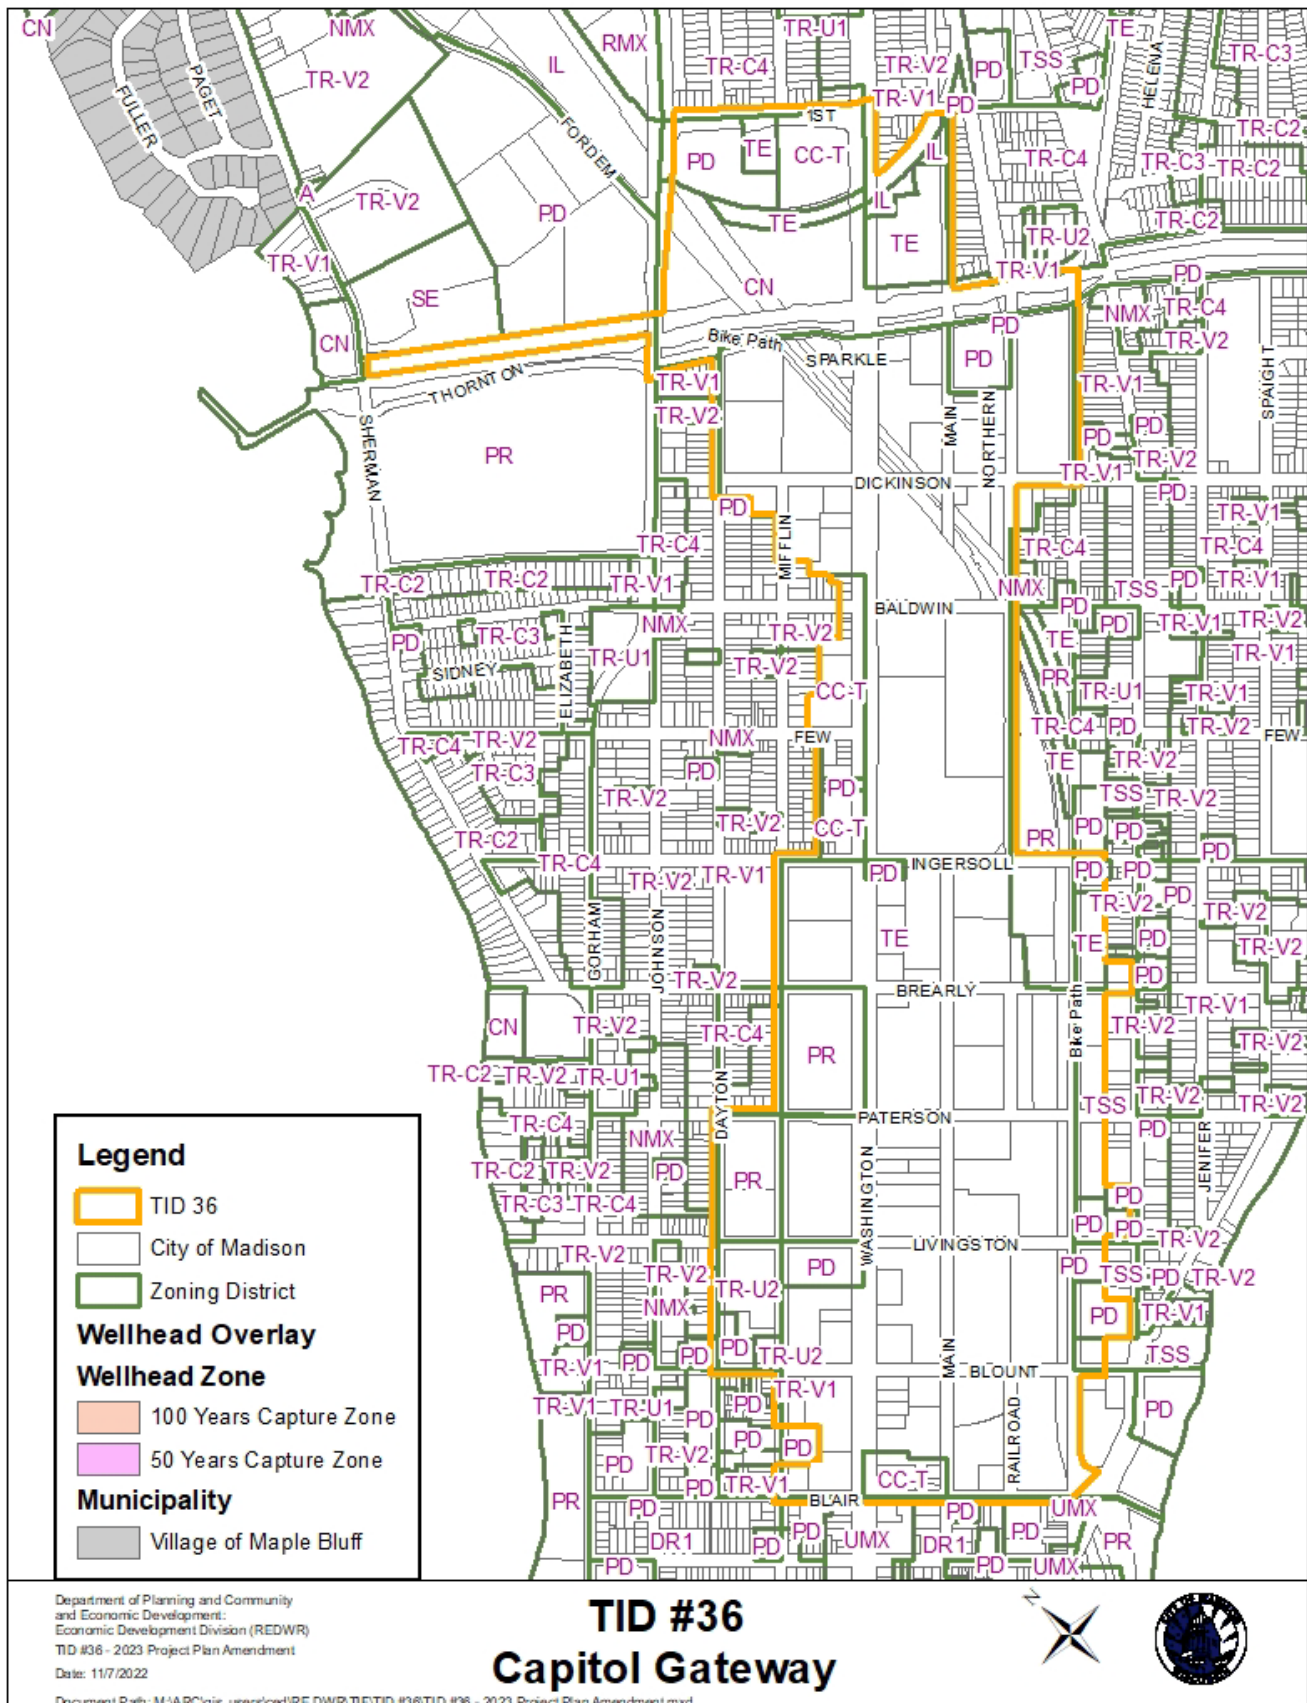 CN
NMX
TR-U1
TE
RMX
IL
TR-C4
TR-V2
PD
TSS
TR-C3
TR-V2
PAGET
FULLER
HELENA
PD
TR-V1
PD
1ST
FORDEM
TE
CC-T
IL
TR-C2
PD
TR-C4
TR-C3
TR-C2
A
TR-V2
PD
IL
TE
TE
TR-C2
TR-U2
TR-V1
TR-V1
PD
SE
CN
NMX
TR-C4
CN
Bike Path
SPARKLE
PD
PD
TR-V2
THORNTON
TR-V1
TR-V1
TR-V2
SPAIGHT
SHERMAN
PR
MAIN
NORTHERN
PD
PD
TR-V2
TR-V1
DICKINSON
PD
PD
TR-V1
MIFFLIN
TR-C4
TR-C4
TR-C4
TR-C2
TR-C2
TR-V1
NMX
TSS
PD
TR-V1
BALDWIN
PD
NMX
TR-V2
PD
TR-V1
TR-V2
PD
TR-C3
TE
TR-V1
SIDNEY
ELIZABETH
TR-U1
TR-V2
PR
CC-T
TR-U1
TR-V1
TR-C4
TR-V2
NMX
FEW
TR-C4
PD
TR-V2
FEW
TR-C3
PD
TE
TR-V2
TR-V2
PD
TSS
TR-V2
TR-V2
CC-T
PD
PD
TR-C2
PR
PD
TR-C4
INGERSOLL
TR-V2
TR-V1
PD
PD
PD
PD
TR-V2
TR-V2
GORHAM
JOHNSON
TE
TE
PD
TR-V2
TR-V2
PD
BREARLY
CN
TR-V2
TR-C4
TR-V1
Bike Path
TR-V2
PR
TR-V2
TR-C2
TR-V2
TR-U1
DAYTON
TSS
TR-V2
TR-V2
TR-C4
PATERSON
NMX
PD
JENIFER
TR-C2
TR-V2
PD
PR
WASHINGTON
TR-C3
TR-C4
PD
PD
PD
LIVINGSTON
TR-V2
TR-V2
TR-V2
PD
PD
TSS
PD
TR-V2
PR
TR-U2
NMX
PD
TR-V1
PD
PD
TSS
TR-V1
PD
PD
TR-U2
MAIN
BLOUNT
TR-V1
TR-V1
TR-U1
PD
PD
PD
RAILROAD
TR-V2
PD
PD
PD
TR-V1
CC-T
PR
PD
BLAIR
PD
PD
UMX
DR1
PD
PD
UMX
DR1
PD
PR
PD
PD
UMX
Legend
TID 36
City of Madison
Zoning District
Wellhead Overlay
Wellhead Zone
100 Years Capture Zone
50 Years Capture Zone
Municipality
Village of Maple Bluff
Department of Planning and Community
and Economic Development:
Economic Development Division (REDWR)
TID #36 - 2023 Project Plan Amendment
Date: 11/7/2022
TID #36
Capitol Gateway
N
CITY OF MADISON